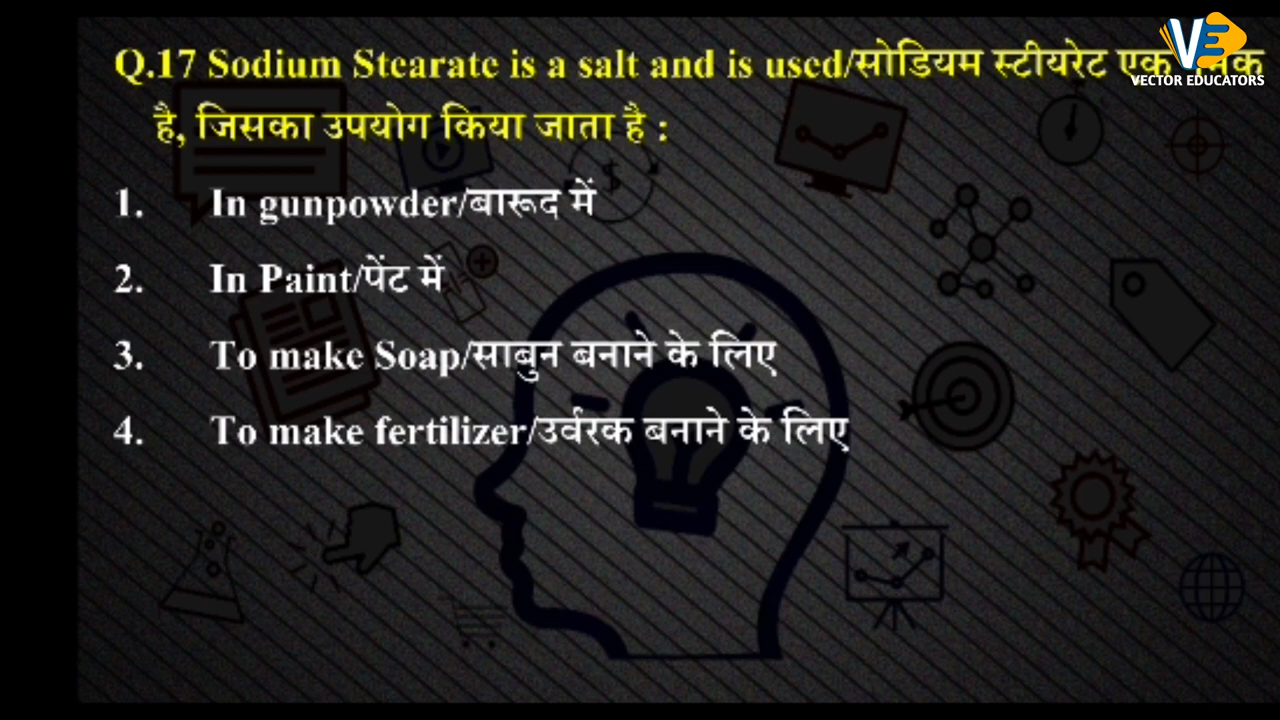 Q.17 Sodium Stearate is a salt and is used/सोडियम स्टीयरेट एक
है, जिसका उपयोग किया जाता है :
1. In gunpowder/बारूद में
2. In Paint/पेंट में
3. To make Soap/साबुन बनाने के लिए
4. To make fertilizer/उर्वरक बनाने के लिए
VE
VECTOR EDUCATORS